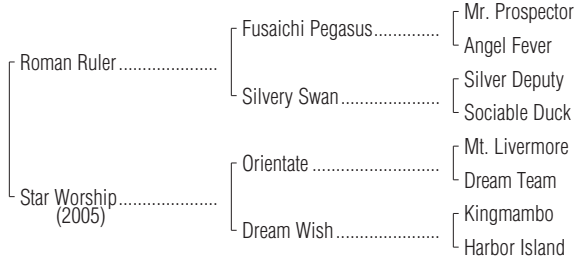 Mr. Prospector
Fusaichi Pegasus..............
Angel Fever
Roman Ruler.....................
Silver Deputy
Silvery Swan.....................
Sociable Duck
Mt. Livermore
Orientate ...........................
Dream Team
Star Worship.....................
(2005)
Kingmambo
Dream Wish......................
Harbor Island